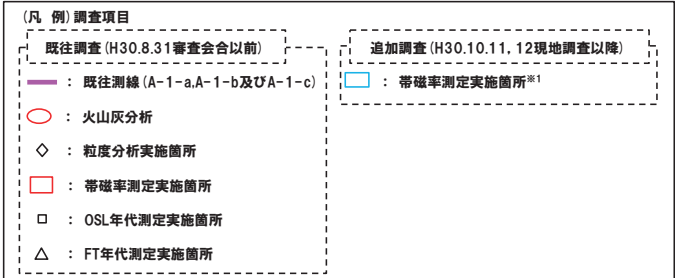 (凡 例)調査項目
既往調査(H30.8.31審査会合以前)
：既往測線(A-1-a,A-1-b及びA-1-c)
：火山灰分析
：粒度分析実施箇所
：帯磁率測定実施箇所
：OSL年代測定実施箇所
：FT年代測定実施箇所
追加調査(H30.10.11, 12現地調査以降)
：帯磁率測定実施箇所※1